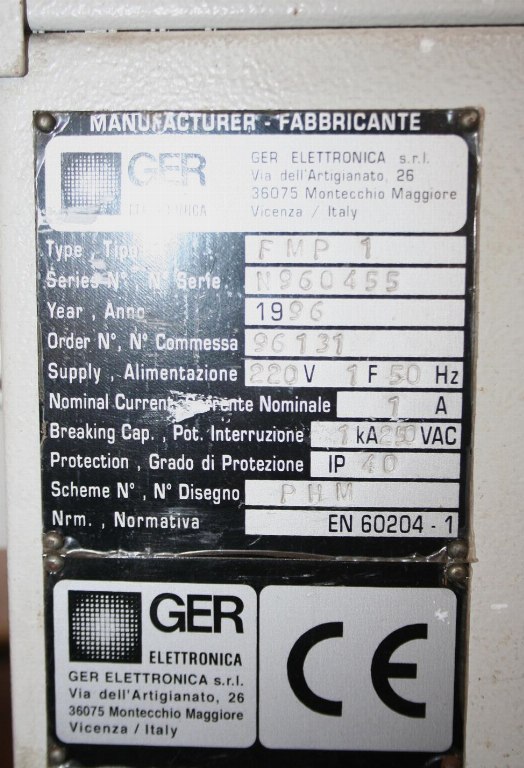 MANUFACTURER - FABBRICANTE
GER
GER ELETTRONICA s.r.l.
Via dell'Artigianato, 26
36075 Montecchio Maggiore
Vicenza / Italy
Type , Tipo FMP 1
Series N°, N° Serie. N960455
Year , Anno 1996
Order N°, N° Commessa 96131
Supply , Alimentazione 220 V 1 F 50 Hz
Nominal Current, Nominale 1 A
Breaking Cap. , Pot. Interruzione 1 kA 250 VAC
Protection , Grado di Protezione IP 40
Scheme N° , N° Disegno PHM
Nrm. , Normativa EN 60204 - 1
GER
ELETTRONICA
GER ELETTRONICA s.r.l.
Via dell'Artigianato, 26
36075 Montecchio Maggiore
Vicenza / Italy
CE